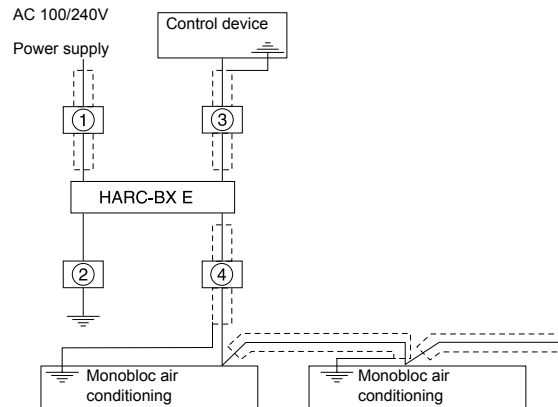 AC 100/240V
Power supply
Control device
1
3
HARC-BX E
2
4
Monobloc air
conditioning
Monobloc air
conditioning